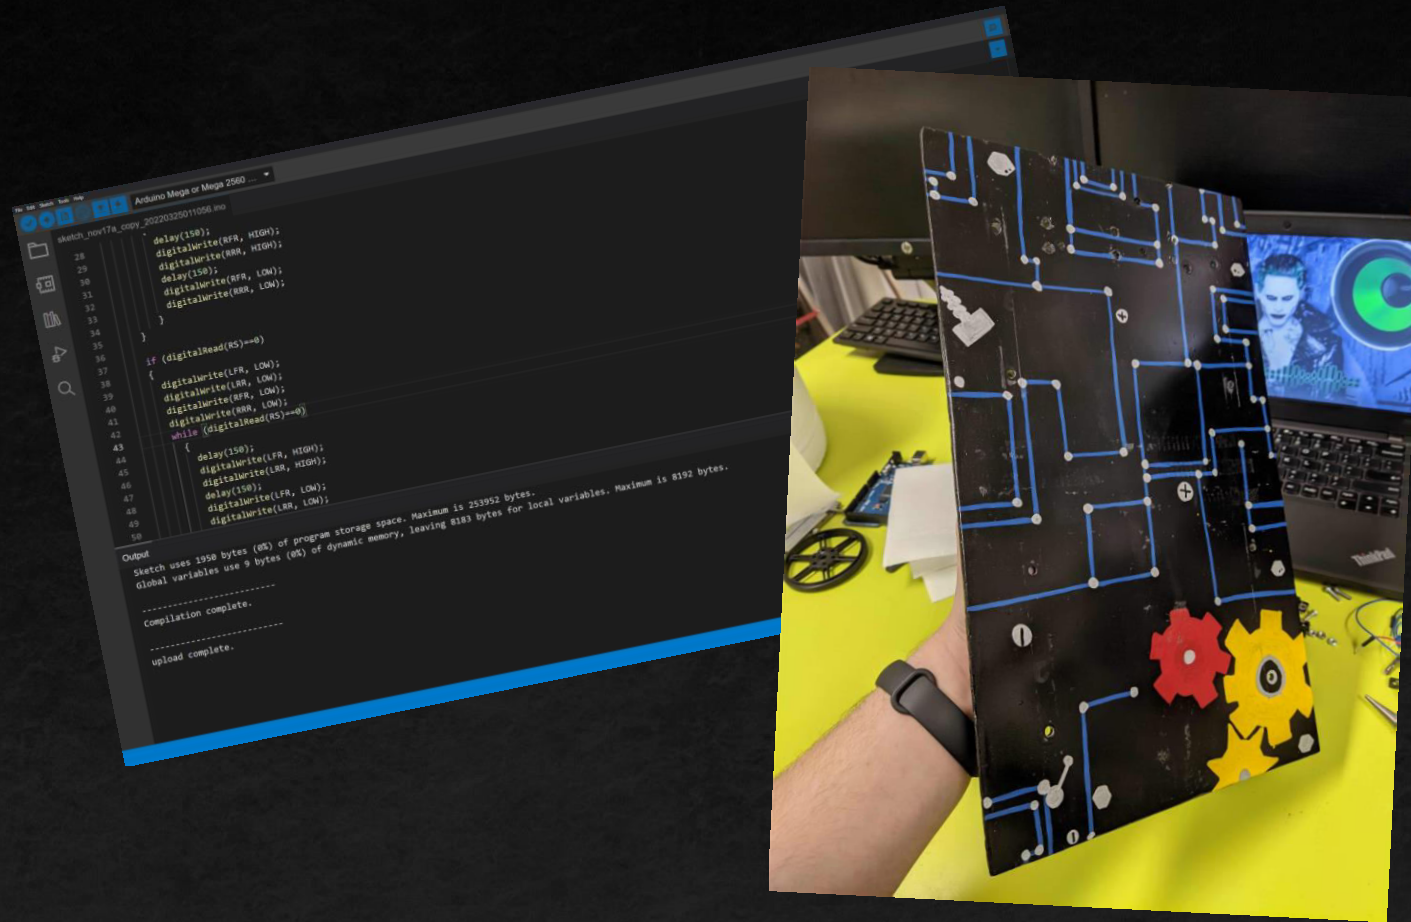 File Edit Sketch Tools Help
Arduino Mega or Mega 2560 ...
sketch_nov17a_copy_20220325011056.ino
28 delay(150);
29 digitalWrite(RFR, HIGH);
30 digitalWrite(RRR, HIGH);
31 delay(150);
32 digitalWrite(RFR, LOW);
33 digitalWrite(RRR, LOW);
34 }
35 }
36
37 if (digitalRead(RS)==0)
38 {
39 digitalWrite(LFR, LOW);
40 digitalWrite(LRR, LOW);
41 digitalWrite(RFR, LOW);
42 digitalWrite(RRR, LOW);
43 while (digitalRead(RS)==0)
44 {
45 delay(150);
46 digitalWrite(LFR, HIGH);
47 digitalWrite(LRR, HIGH);
48 delay(150);
49 digitalWrite(LFR, LOW);
50 digitalWrite(LRR, LOW);
Output
Sketch uses 1950 bytes (0%) of program storage space. Maximum is 253952 bytes.
Global variables use 9 bytes (0%) of dynamic memory, leaving 8183 bytes for local variables. Maximum is 8192 bytes.
--------------------------
Compilation complete.
--------------------------
upload complete.
ThinkPad